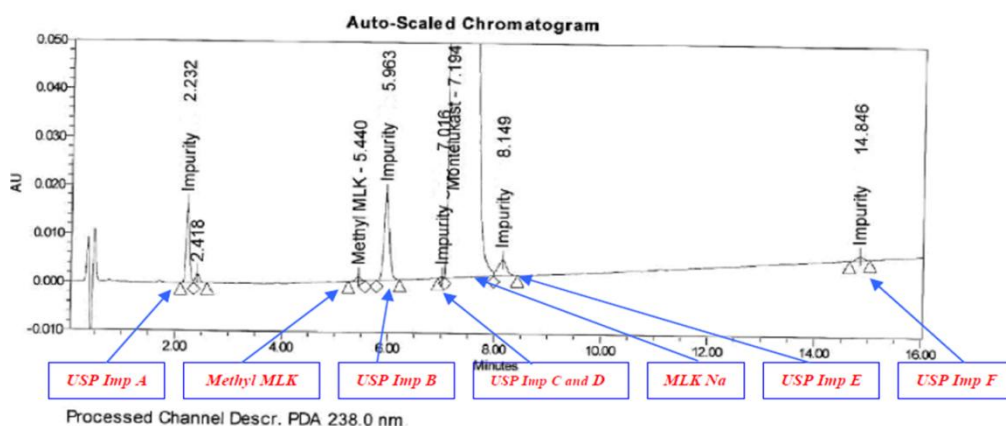 Auto-Scaled Chromatogram
0.050
0.040
0.030
0.020
0.010
0.000
-0.010
AU
Impurity 2.232
2.418
Methyl MLK - 5.440
Impurity 5.963
Impurity 7.016
Montelukast - 7.194
Impurity 8.149
Impurity 14.846
2.00 4.00 6.00 8.00 10.00 12.00 14.00 16.00
Minutes
USP Imp A
Methyl MLK
USP Imp B
USP Imp C and D
MLK Na
USP Imp E
USP Imp F
Processed Channel Descr. PDA 238.0 nm